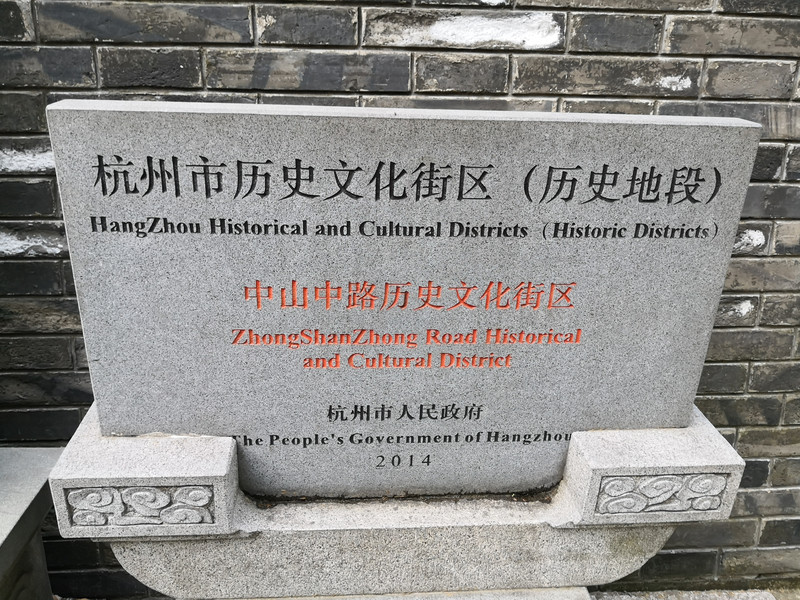 杭州市历史文化街区（历史地段）
HangZhou Historical and Cultural Districts（Historic Districts）
中山中路历史文化街区
ZhongShanZhong Road Historical
and Cultural District
杭州市人民政府
The People's Government of Hangzhou
2014